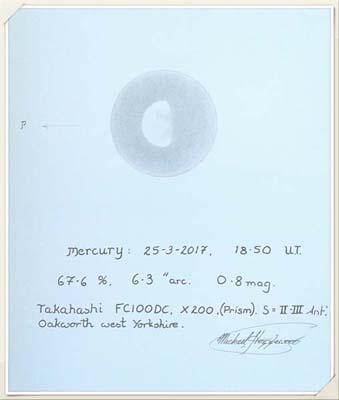 P
Mercury: 25-3-2017, 18·50 U.T.
67·6 %, 6·3 "arc. 0·8 mag.
Takahashi FC100DC, X200.(Prism). S=II-III Ant.
Oakworth west Yorkshire.
Michael